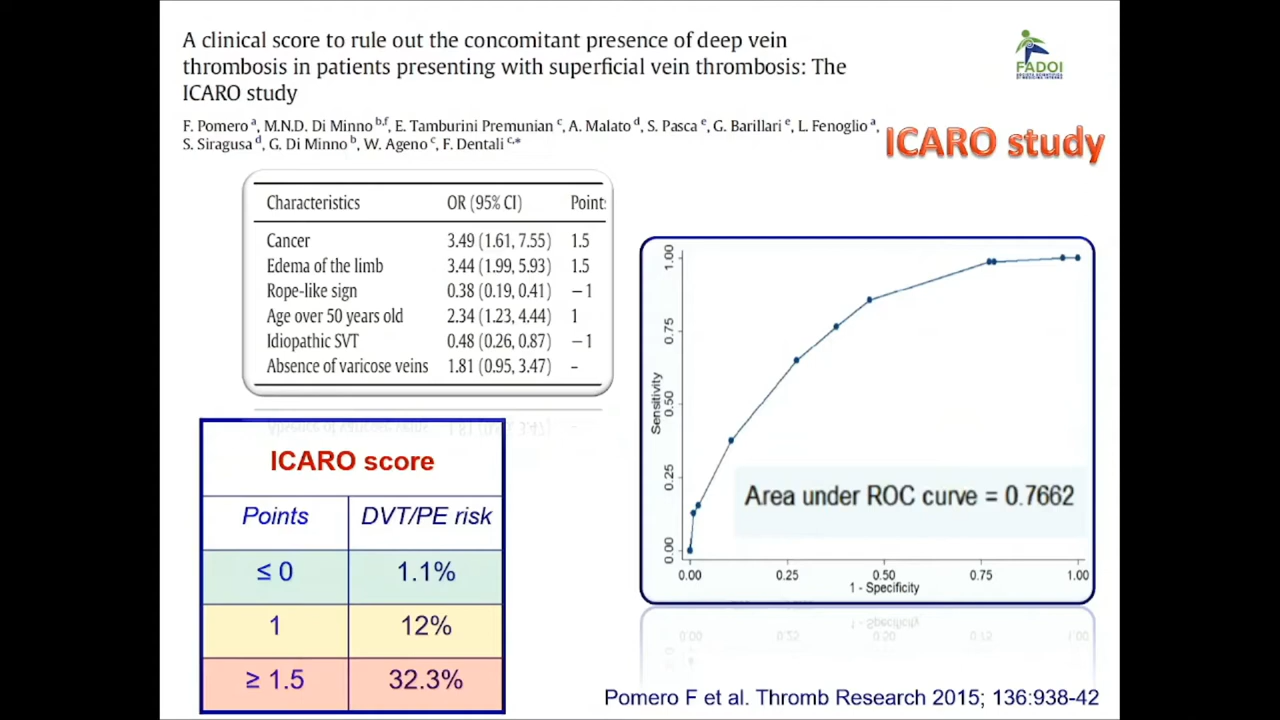 A clinical score to rule out the concomitant presence of deep vein
thrombosis in patients presenting with superficial vein thrombosis: The
ICARO study
FADOI
F. Pomero a, M.N.D. Di Minno b,f, E. Tamburini Premunian c, A. Malato d, S. Pasca e, G. Barillari e, L. Fenoglio a,
S. Siragusa d, G. Di Minno b, W. Ageno c, F. Dentali c,*
ICARO study
Characteristics OR (95% CI) Point
Cancer 3.49 (1.61, 7.55) 1.5
Edema of the limb 3.44 (1.99, 5.93) 1.5
Rope-like sign 0.38 (0.19, 0.41) −1
Age over 50 years old 2.34 (1.23, 4.44) 1
Idiopathic SVT 0.48 (0.26, 0.87) −1
Absence of varicose veins 1.81 (0.95, 3.47) –
ICARO score
Points DVT/PE risk
≤ 0 1.1%
1 12%
≥ 1.5 32.3%
Sensitivity
1.00
0.75
0.50
0.25
0.00
Area under ROC curve = 0.7662
0.00 0.25 0.50 0.75 1.00
1 - Specificity
Pomero F et al. Thromb Research 2015; 136:938-42